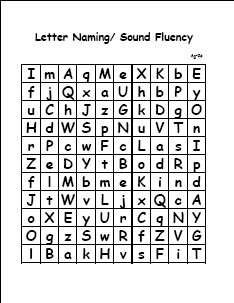 Letter Naming/ Sound Fluency
I m A q M e X K b E
f j Q x a U h b P y
u C h J z G k D g O
H d W S p N u V T n
r P c w F c L a s I
Z e D Y t B o d R p
f l M b m e K i n d
J t W v L j x Q c A
o X E y U r C q N Y
O g z S w R f Z V G
l B a k H v s F i T